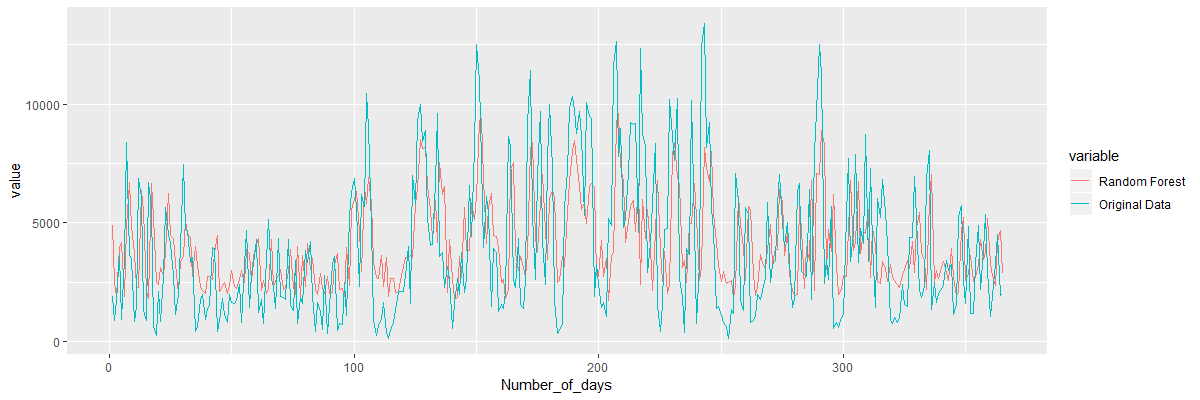 10000
5000
0
value
0
100
200
300
Number_of_days
variable
Random Forest
Original Data